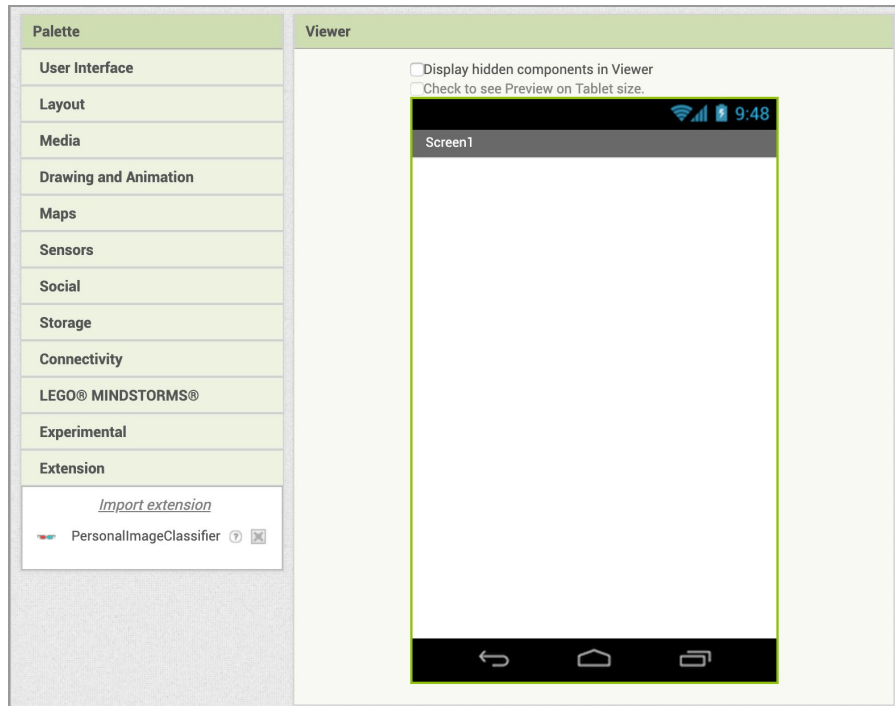 Palette
User Interface
Layout
Media
Drawing and Animation
Maps
Sensors
Social
Storage
Connectivity
LEGO® MINDSTORMS®
Experimental
Extension
Import extension
PersonalImageClassifier ?
Viewer
Display hidden components in Viewer
Check to see Preview on Tablet size.
9:48
Screen1